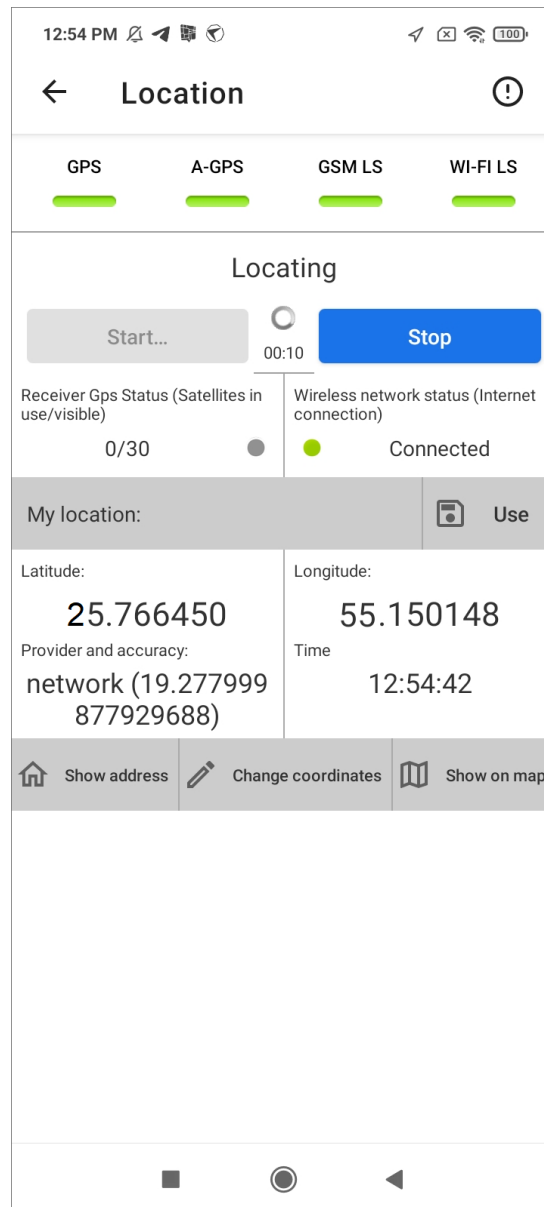 12:54 PM
100
Location
GPS A-GPS GSM LS WI-FI LS
Locating
Start...
00:10
Stop
Receiver Gps Status (Satellites in
use/visible)
0/30
Wireless network status (Internet
connection)
Connected
My location:
Use
Latitude:
25.766450
Longitude:
55.150148
Provider and accuracy:
network (19.277999
877929688)
Time
12:54:42
Show address
Change coordinates
Show on map